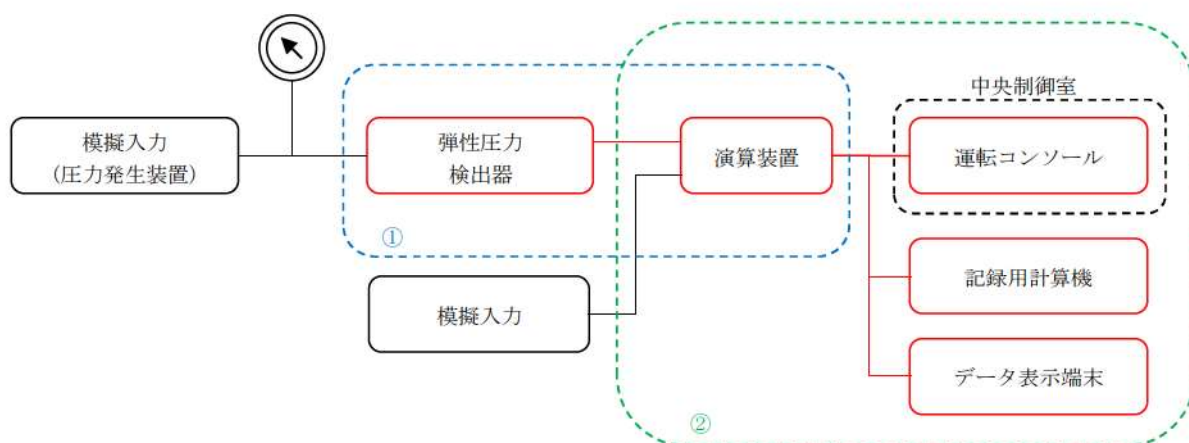 中央制御室
模擬入力
(圧力発生装置)
弾性圧力
検出器
演算装置
運転コンソール
①
模擬入力
記録用計算機
データ表示端末
②